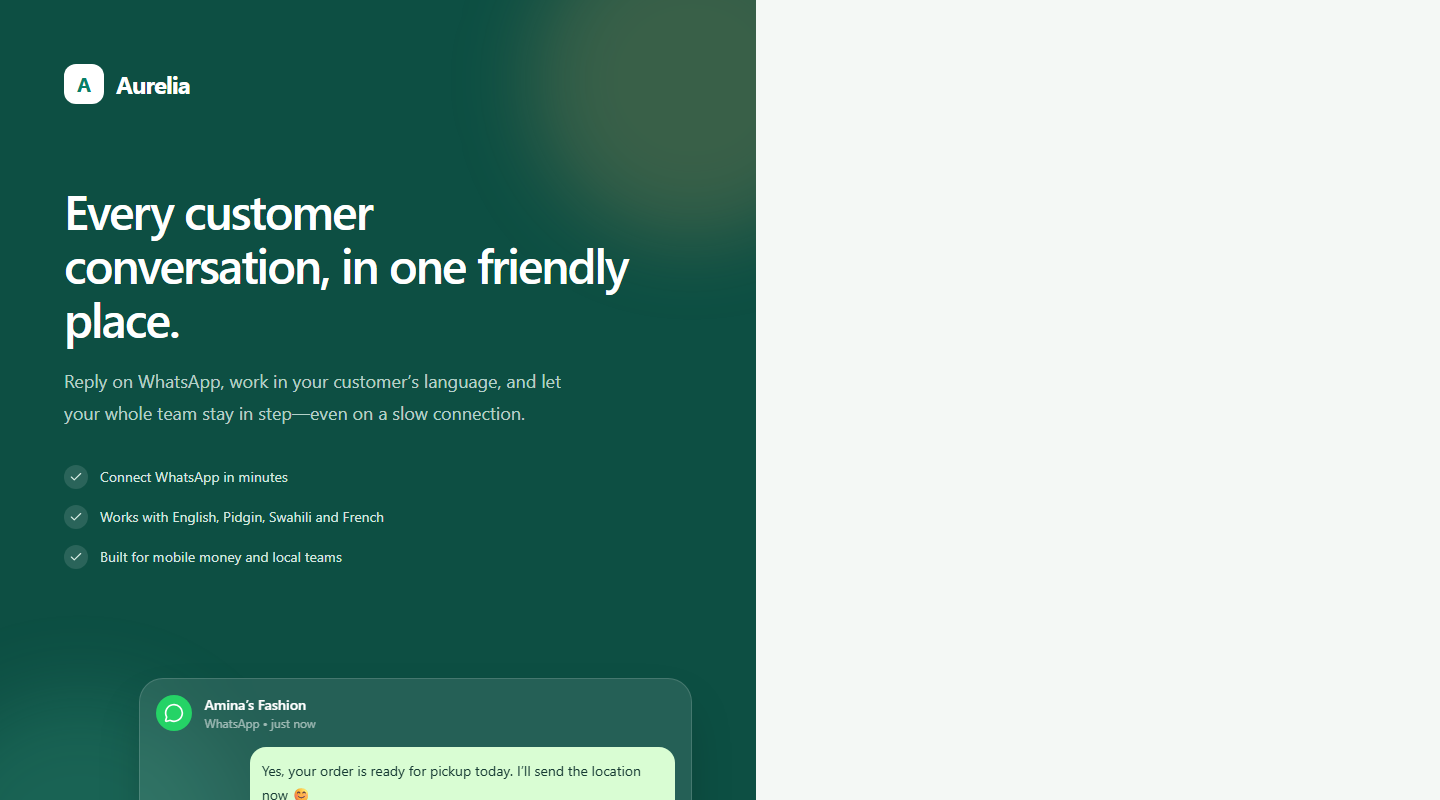 A
Aurelia
Every customer
conversation, in one friendly
place.
Reply on WhatsApp, work in your customer’s language, and let
your whole team stay in step—even on a slow connection.
Connect WhatsApp in minutes
Works with English, Pidgin, Swahili and French
Built for mobile money and local teams
Amina’s Fashion
WhatsApp • just now
Yes, your order is ready for pickup today. I’ll send the location
now 😊